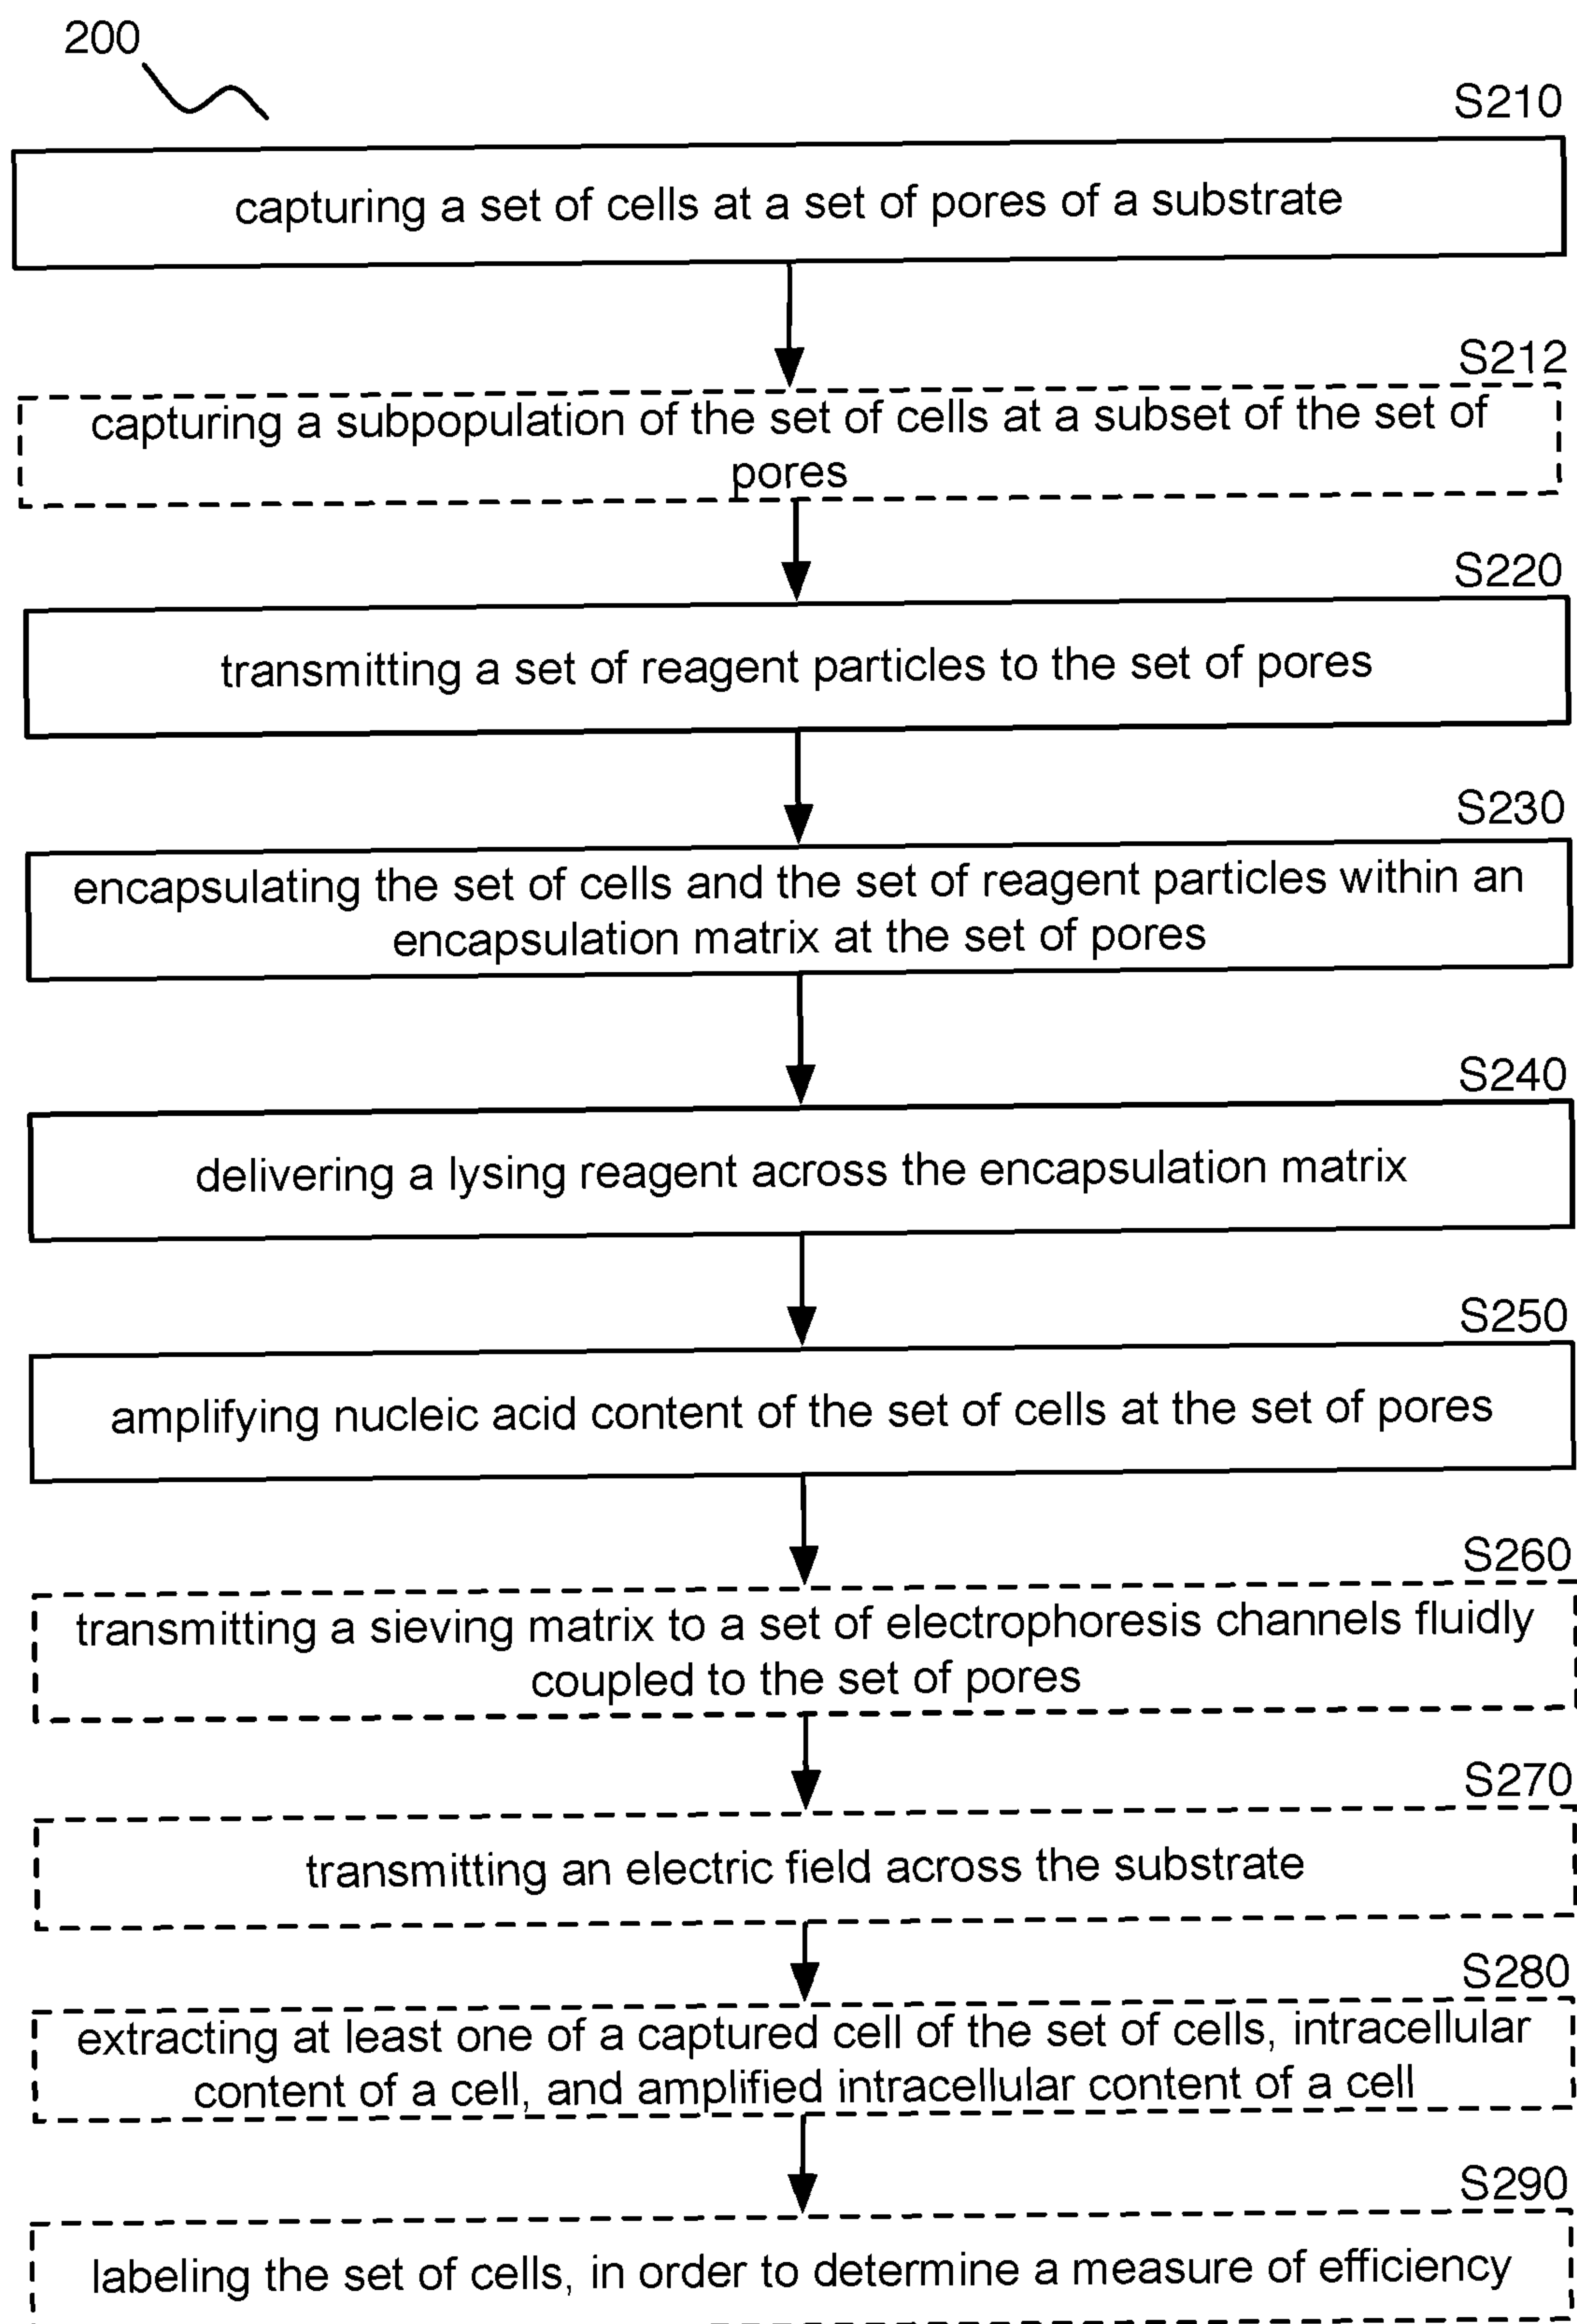 200
S210
capturing a set of cells at a set of pores of a substrate
S212
capturing a subpopulation of the set of cells at a subset of the set of
pores
S220
transmitting a set of reagent particles to the set of pores
S230
encapsulating the set of cells and the set of reagent particles within an
encapsulation matrix at the set of pores
S240
delivering a lysing reagent across the encapsulation matrix
S250
amplifying nucleic acid content of the set of cells at the set of pores
S260
transmitting a sieving matrix to a set of electrophoresis channels fluidly
coupled to the set of pores
S270
transmitting an electric field across the substrate
S280
extracting at least one of a captured cell of the set of cells, intracellular
content of a cell, and amplified intracellular content of a cell
S290
labeling the set of cells, in order to determine a measure of efficiency